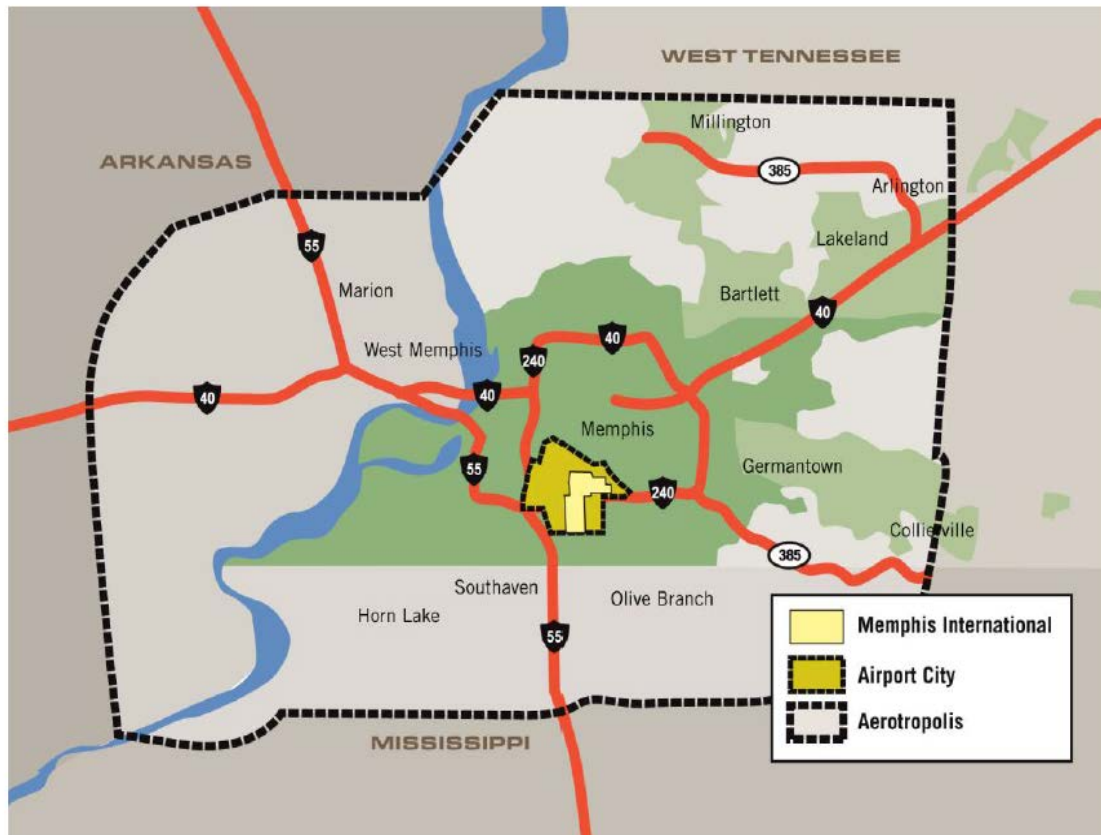 WEST TENNESSEE
Millington
ARKANSAS
385
Arlington
55
Lakeland
Marion
Bartlett
40
West Memphis
240
40
40
40
Memphis
55
Germantown
240
Collierville
385
Southaven
Olive Branch
Horn Lake
55
Memphis International
Airport City
Aerotropolis
MISSISSIPPI